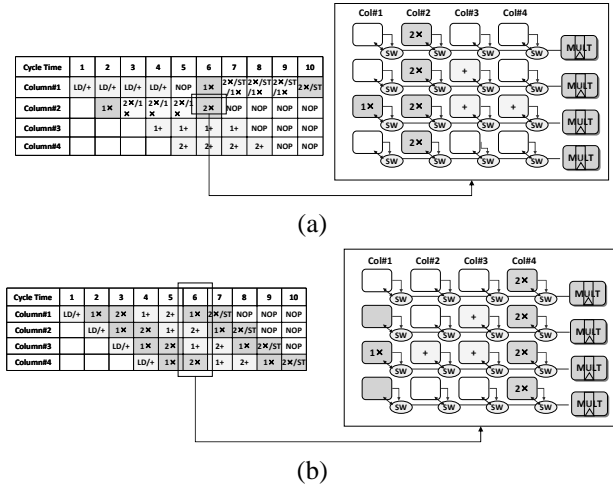 Cycle Time 1 2 3 4 5 6 7 8 9 10
Column#1 LD/+ LD/+ LD/+ LD/+ NOP 1× 2×/ST/1× 2×/ST/1× 2×/ST/1× 2×/ST
Column#2 1× 2×/1× 2×/1× 2×/1× 2× NOP NOP NOP NOP
Column#3 1+ 1+ 1+ 1+ NOP NOP NOP
Column#4 2+ 2+ 2+ 2+ NOP NOP
Col#1 Col#2 Col#3 Col#4
2×
SW SW SW SW MULT
2× +
SW SW SW SW MULT
1× 2× + +
SW SW SW SW MULT
2×
SW SW SW SW MULT
(a)
Cycle Time 1 2 3 4 5 6 7 8 9 10
Column#1 LD/+ 1× 2× 1+ 2+ 1× 2×/ST NOP NOP NOP
Column#2 LD/+ 1× 2× 1+ 2+ 1× 2×/ST NOP NOP
Column#3 LD/+ 1× 2× 1+ 2+ 1× 2×/ST NOP
Column#4 LD/+ 1× 2× 1+ 2+ 1× 2×/ST
Col#1 Col#2 Col#3 Col#4
2×
SW SW SW SW MULT
+ 2×
SW SW SW SW MULT
1× + + 2×
SW SW SW SW MULT
2×
SW SW SW SW MULT
(b)